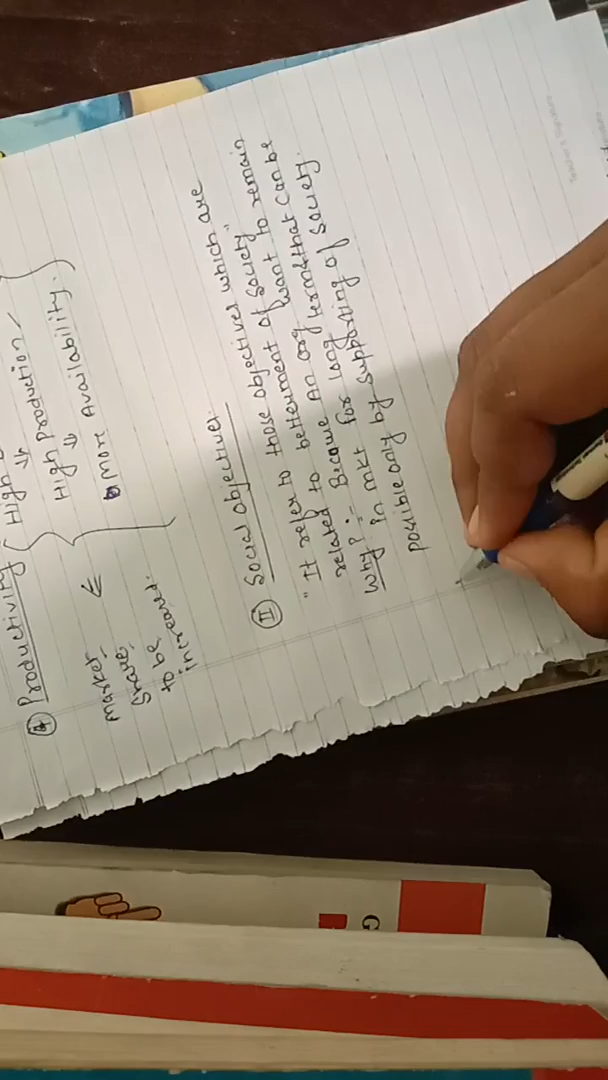 ④ Productivity - High
⇓
High production
⇓
More Availability.
⇐
market
share
to be
increased.
Ⅱ Social objectives.
"It refer to those objectives which are
related to betterment of society"
Why? :- Because An org want to remain
in mkt for long term & that can be
possible only by supporting of society.
G